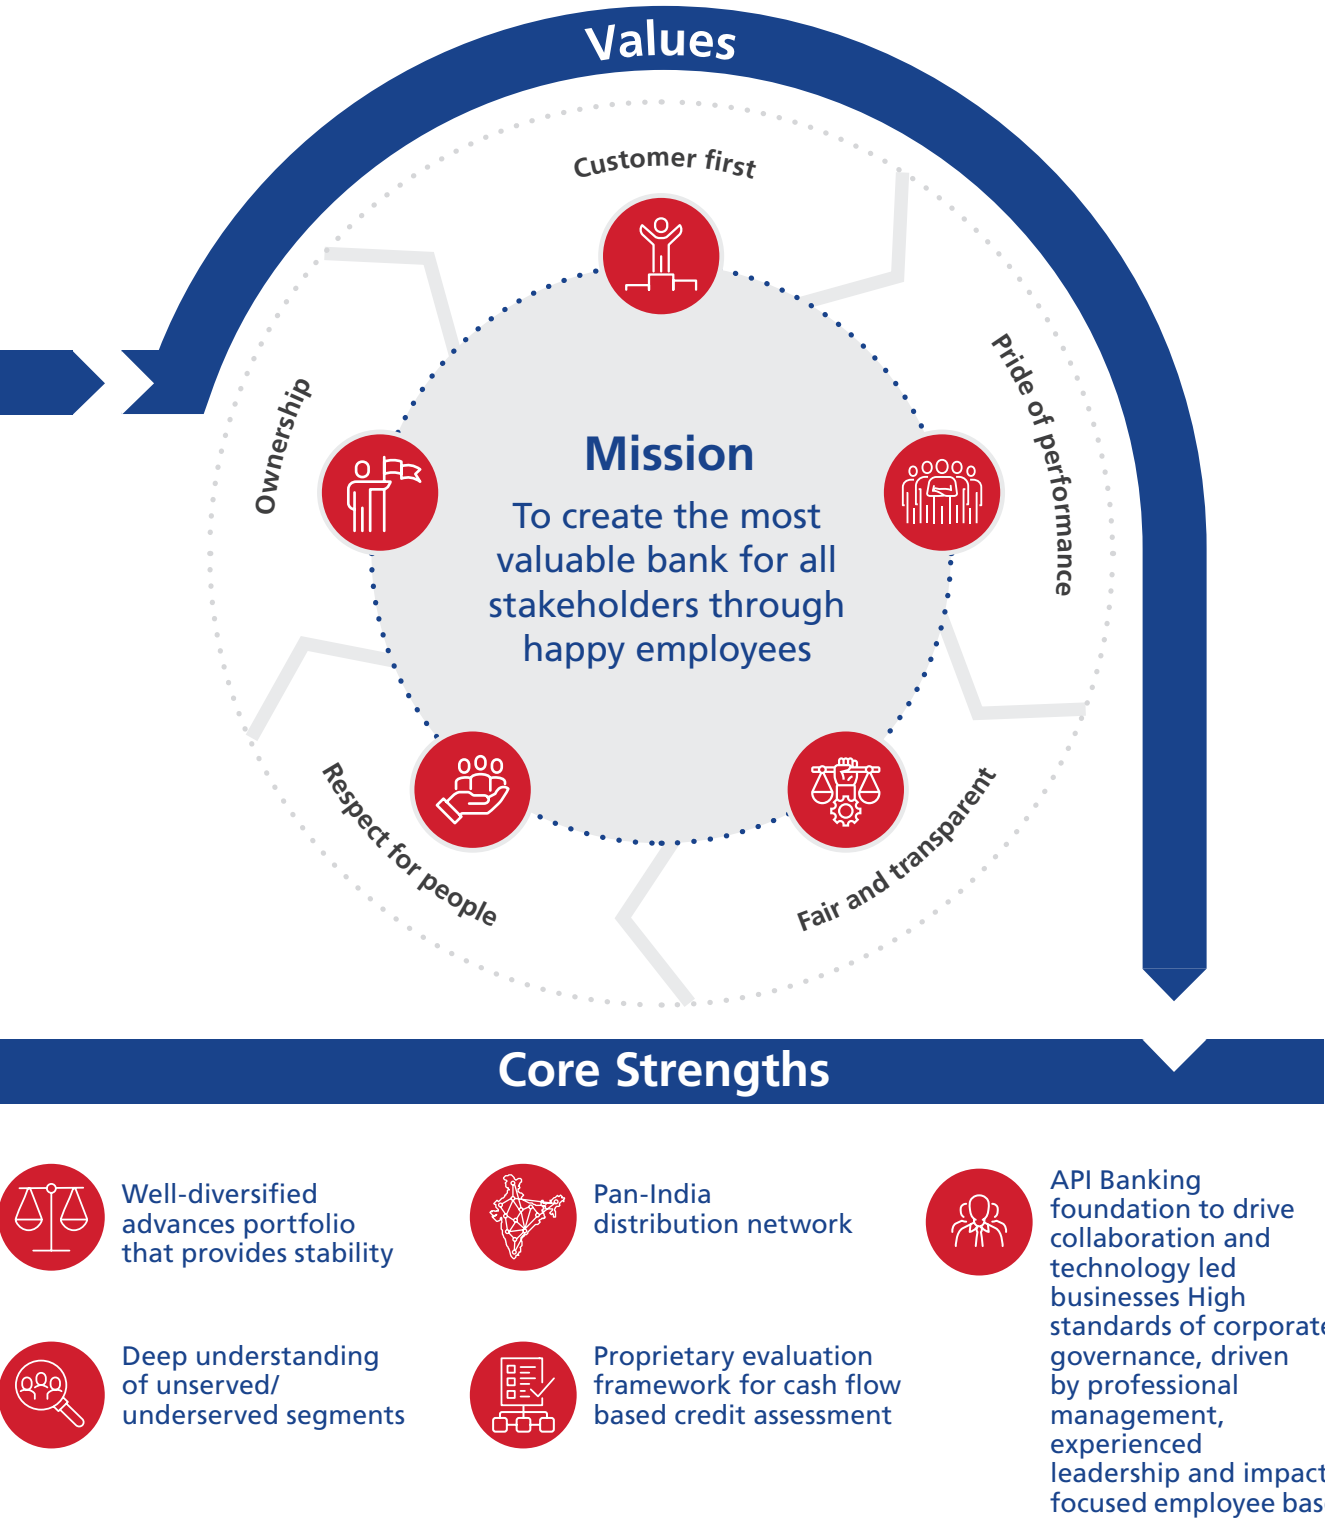 Values
Customer first
Pride of performance
Ownership
Mission
To create the most
valuable bank for all
stakeholders through
happy employees
Respect for people
Fair and transparent
Core Strengths
Well-diversified
advances portfolio
that provides stability
Pan-India
distribution network
API Banking
foundation to drive
collaboration and
technology led
businesses High
standards of corporate
governance, driven
by professional
management,
experienced
leadership and impact
focused employee bas
Deep understanding
of unserved/
underserved segments
Proprietary evaluation
framework for cash flow
based credit assessment